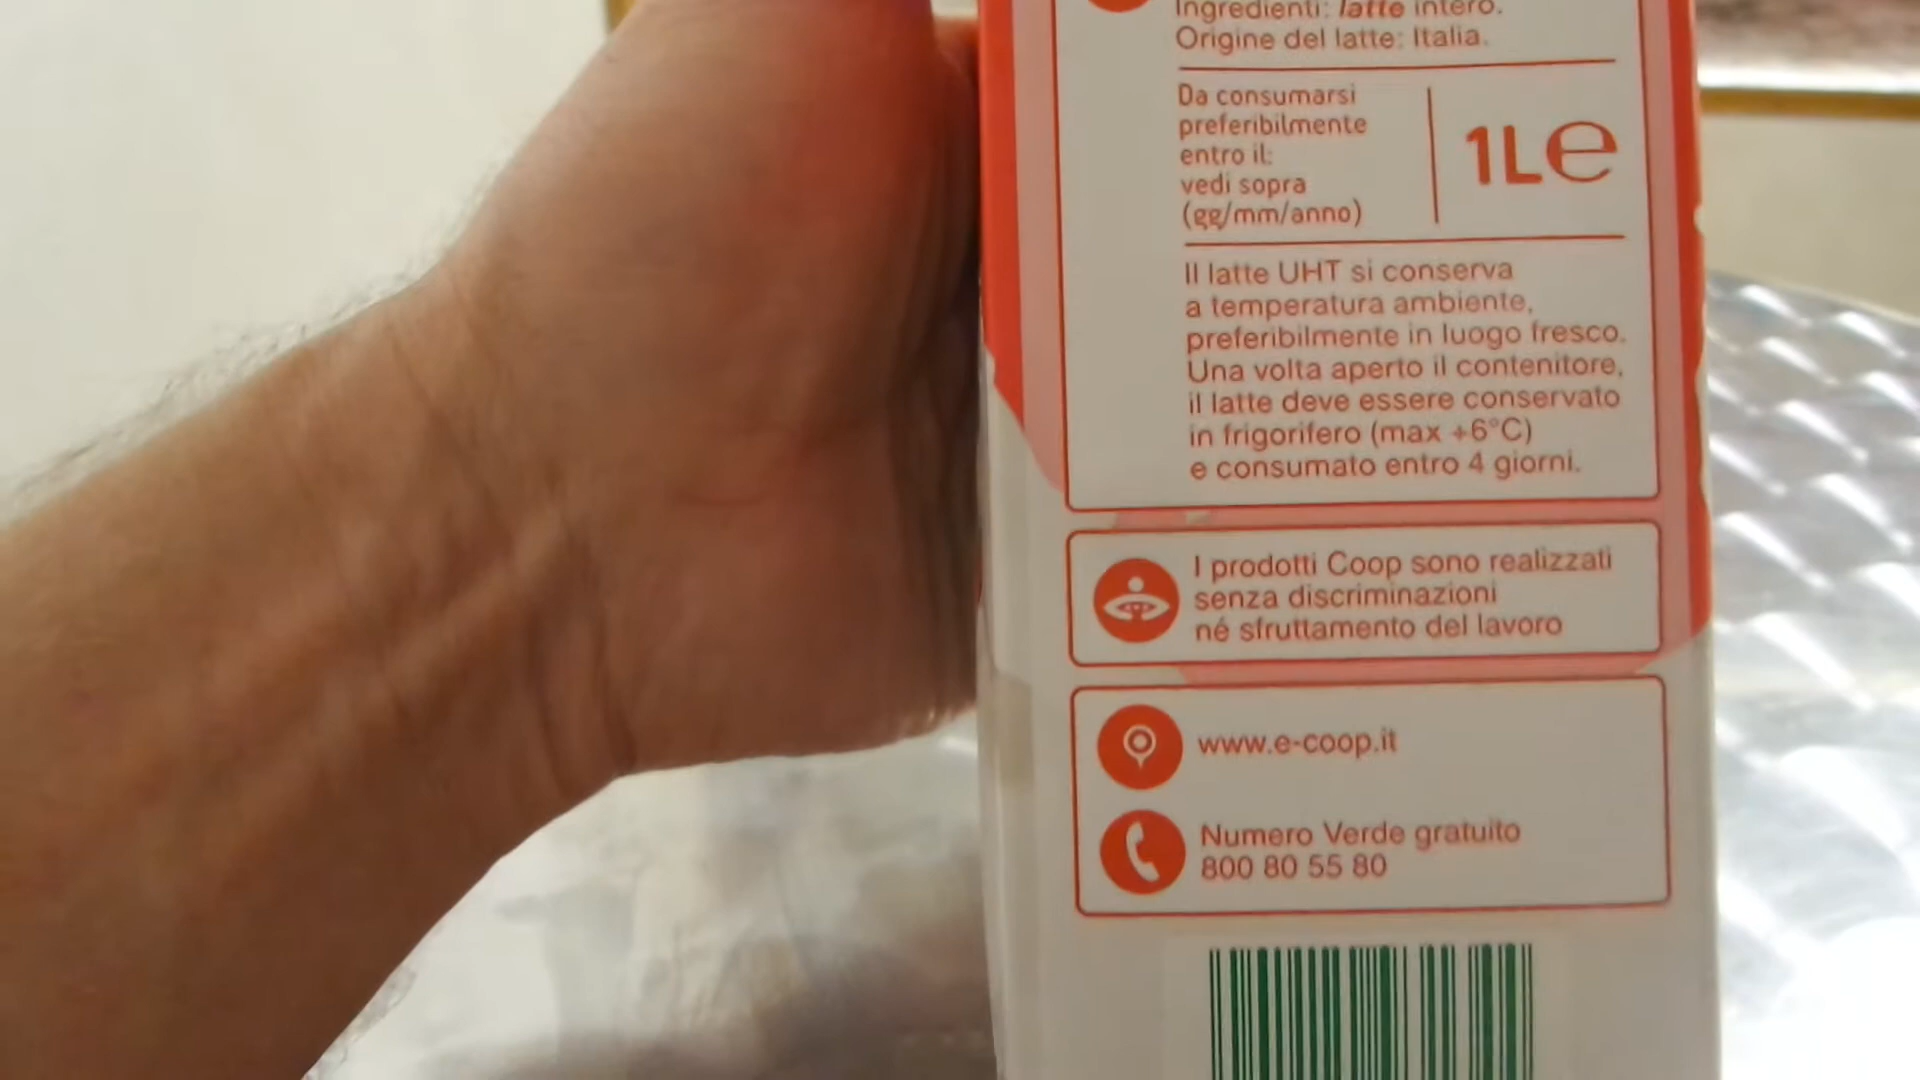 Ingredienti: latte intero.
Origine del latte: Italia.
Da consumarsi
preferibilmente
entro il:
vedi sopra
(gg/mm/anno)
1L℮
Il latte UHT si conserva
a temperatura ambiente,
preferibilmente in luogo fresco.
Una volta aperto il contenitore,
il latte deve essere conservato
in frigorifero (max +6°C)
e consumato entro 4 giorni.
I prodotti Coop sono realizzati
senza discriminazioni
né sfruttamento del lavoro
www.e-coop.it
Numero Verde gratuito
800 80 55 80